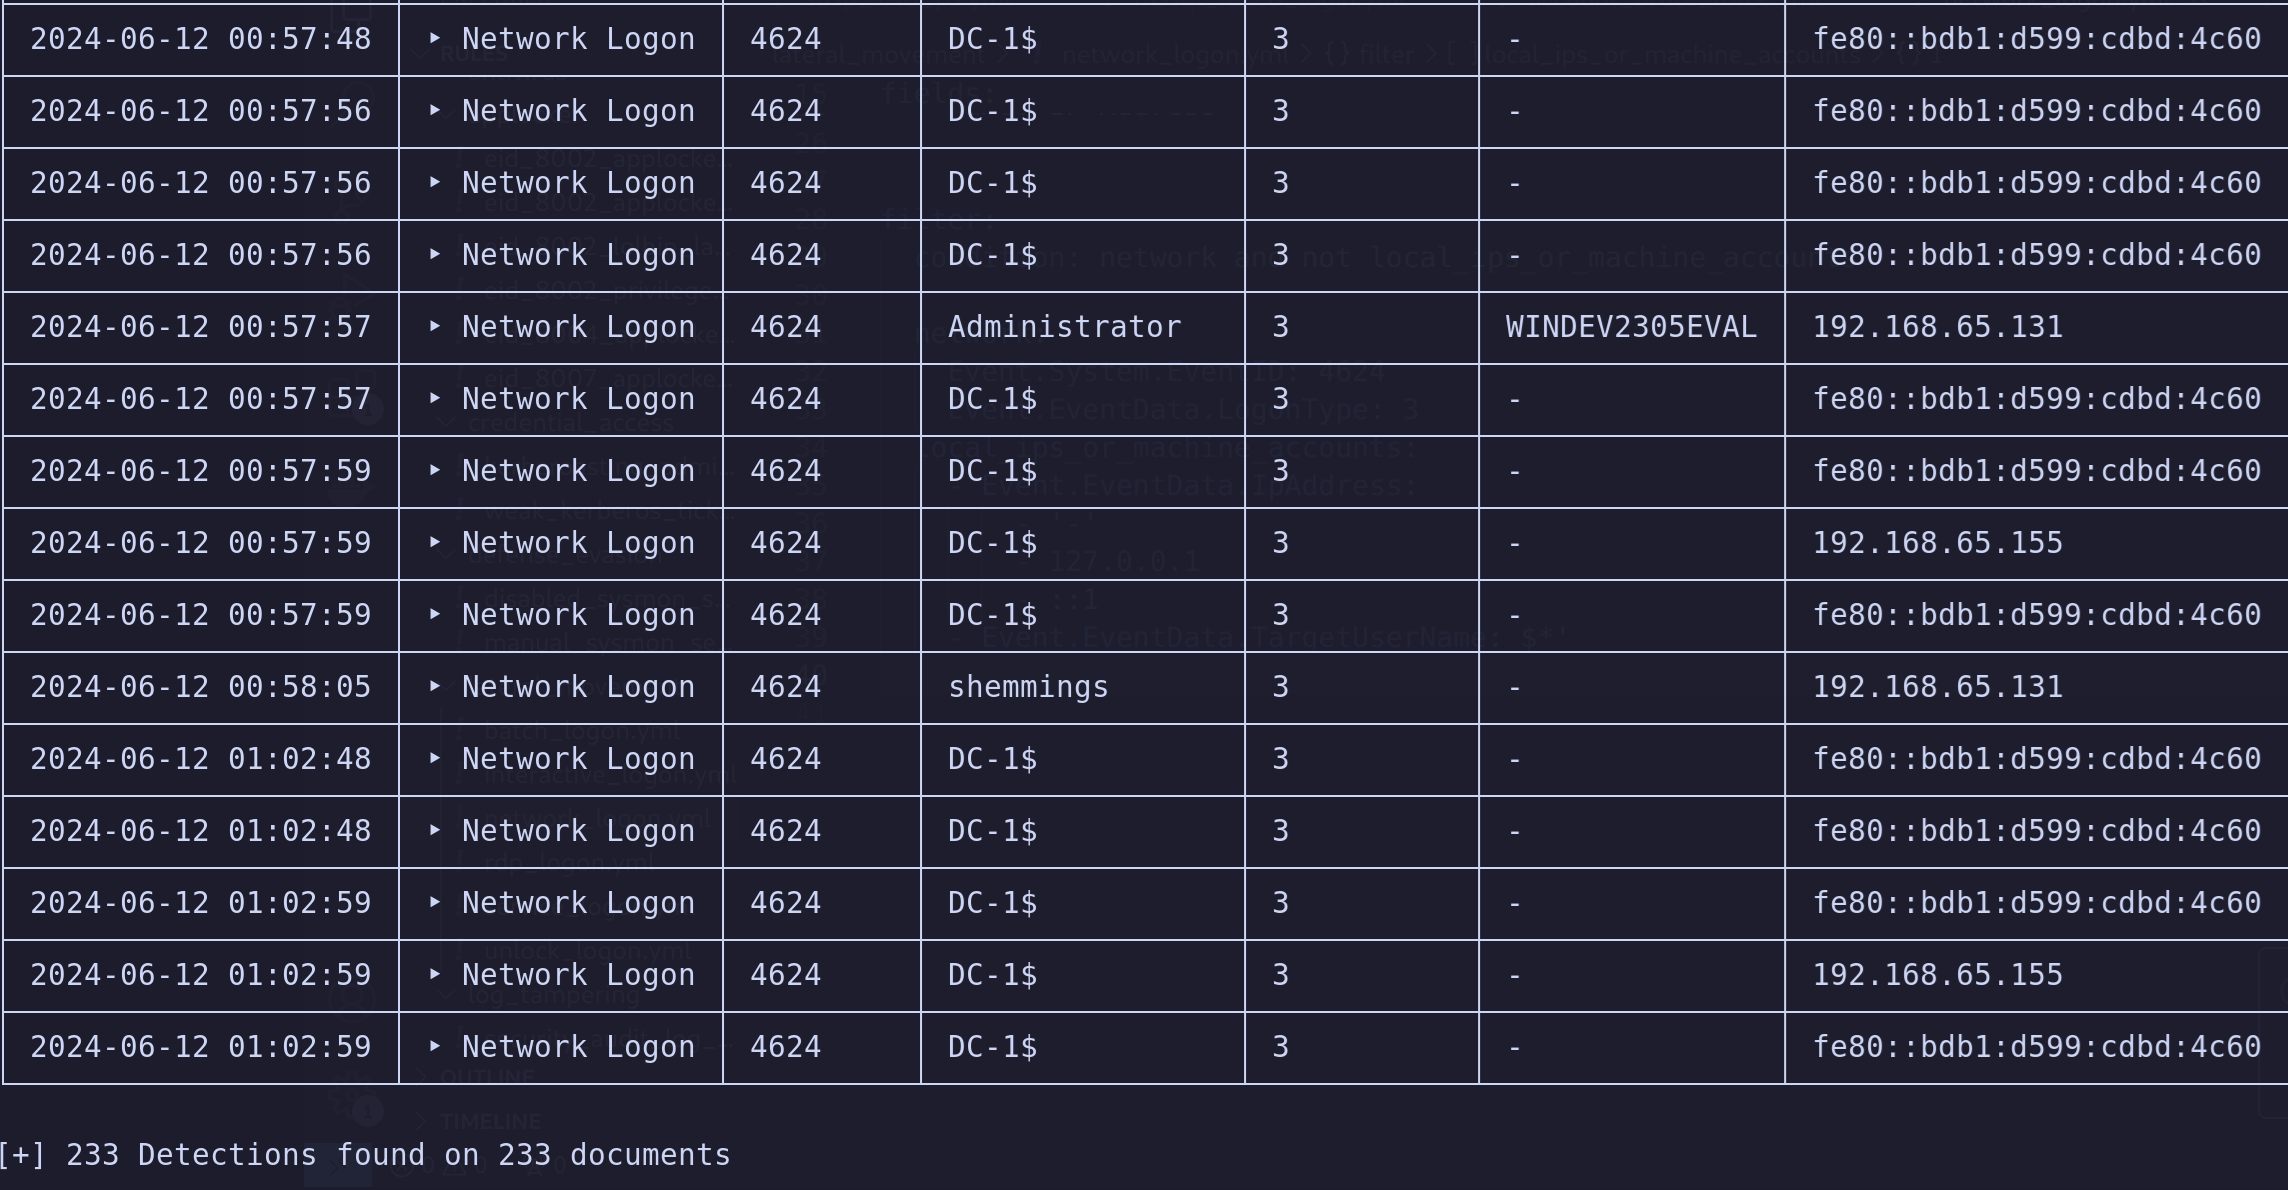 2024-06-12 00:57:48 ‣ Network Logon 4624 DC-1$ 3 - fe80::bdb1:d599:cdbd:4c60
2024-06-12 00:57:56 ‣ Network Logon 4624 DC-1$ 3 - fe80::bdb1:d599:cdbd:4c60
2024-06-12 00:57:56 ‣ Network Logon 4624 DC-1$ 3 - fe80::bdb1:d599:cdbd:4c60
2024-06-12 00:57:56 ‣ Network Logon 4624 DC-1$ 3 - fe80::bdb1:d599:cdbd:4c60
2024-06-12 00:57:57 ‣ Network Logon 4624 Administrator 3 WINDEV2305EVAL 192.168.65.131
2024-06-12 00:57:57 ‣ Network Logon 4624 DC-1$ 3 - fe80::bdb1:d599:cdbd:4c60
2024-06-12 00:57:59 ‣ Network Logon 4624 DC-1$ 3 - fe80::bdb1:d599:cdbd:4c60
2024-06-12 00:57:59 ‣ Network Logon 4624 DC-1$ 3 - 192.168.65.155
2024-06-12 00:57:59 ‣ Network Logon 4624 DC-1$ 3 - fe80::bdb1:d599:cdbd:4c60
2024-06-12 00:58:05 ‣ Network Logon 4624 shemmings 3 - 192.168.65.131
2024-06-12 01:02:48 ‣ Network Logon 4624 DC-1$ 3 - fe80::bdb1:d599:cdbd:4c60
2024-06-12 01:02:48 ‣ Network Logon 4624 DC-1$ 3 - fe80::bdb1:d599:cdbd:4c60
2024-06-12 01:02:59 ‣ Network Logon 4624 DC-1$ 3 - fe80::bdb1:d599:cdbd:4c60
2024-06-12 01:02:59 ‣ Network Logon 4624 DC-1$ 3 - 192.168.65.155
2024-06-12 01:02:59 ‣ Network Logon 4624 DC-1$ 3 - fe80::bdb1:d599:cdbd:4c60
[+] 233 Detections found on 233 documents